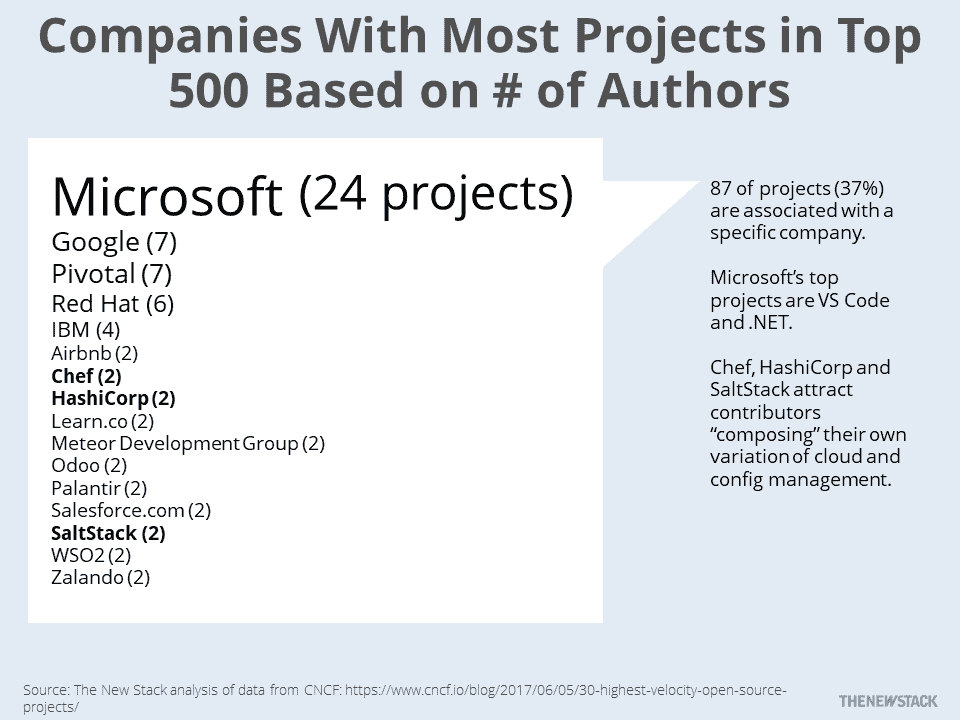 Companies With Most Projects in Top
500 Based on # of Authors
Microsoft (24 projects)
Google (7)
Pivotal (7)
Red Hat (6)
IBM (4)
Airbnb (2)
Chef (2)
HashiCorp (2)
Learn.co (2)
Meteor Development Group (2)
Odoo (2)
Palantir (2)
Salesforce.com (2)
SaltStack (2)
WSO2 (2)
Zalando (2)
87 of projects (37%)
are associated with a
specific company.
Microsoft’s top
projects are VS Code
and .NET.
Chef, HashiCorp and
SaltStack attract
contributors
“composing” their own
variation of cloud and
config management.
Source: The New Stack analysis of data from CNCF: https://www.cncf.io/blog/2017/06/05/30-highest-velocity-open-source-
projects/
THENEWSTACK